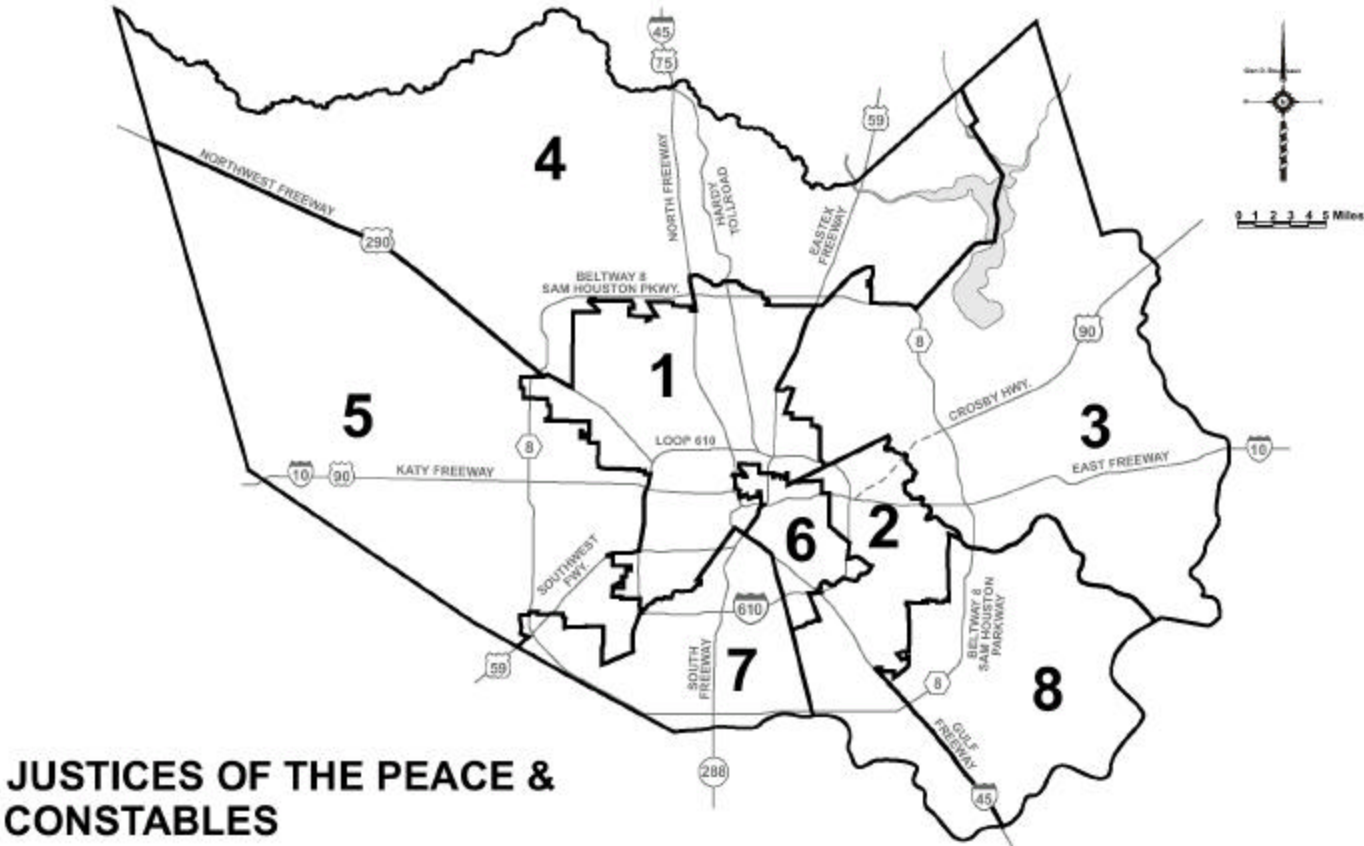 45
75
59
4
NORTHWEST FREEWAY
290
NORTH FREEWAY
HARDY
TOLLROAD
EASTEX
FREEWAY
0 1 2 3 4 5 Miles
BELTWAY 8
SAM HOUSTON PKWY.
8
90
1
5
CROSBY HWY.
3
8
LOOP 610
10
90
KATY FREEWAY
EAST FREEWAY
10
6
2
SOUTHWEST
FWY.
610
BELTWAY 8
SAM HOUSTON
PARKWAY
59
SOUTH
FREEWAY
7
8
8
GULF
FREEWAY
288
45
JUSTICES OF THE PEACE &
CONSTABLES